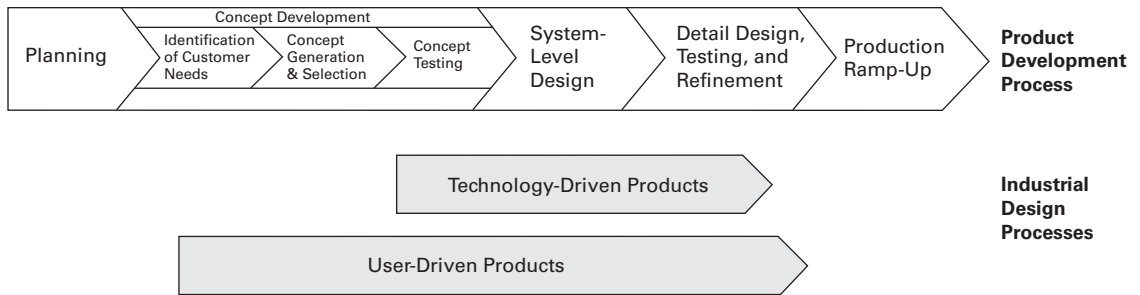 Concept Development
Planning
Identification
of Customer
Needs
Concept
Generation
& Selection
Concept
Testing
System-
Level
Design
Detail Design,
Testing, and
Refinement
Production
Ramp-Up
Product
Development
Process
Technology-Driven Products
Industrial
Design
Processes
User-Driven Products